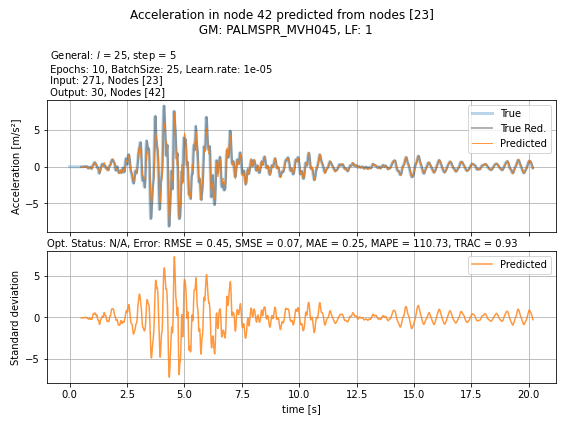 Acceleration in node 42 predicted from nodes [23]
GM: PALMSPR_MVH045, LF: 1
General: l = 25, step = 5
Epochs: 10, BatchSize: 25, Learn.rate: 1e-05
Input: 271, Nodes [23]
Output: 30, Nodes [42]
Acceleration [m/s²]
5
0
−5
True
True Red.
Predicted
Opt. Status: N/A, Error: RMSE = 0.45, SMSE = 0.07, MAE = 0.25, MAPE = 110.73, TRAC = 0.93
Standard deviation
5
0
−5
Predicted
0.0 2.5 5.0 7.5 10.0 12.5 15.0 17.5 20.0
time [s]